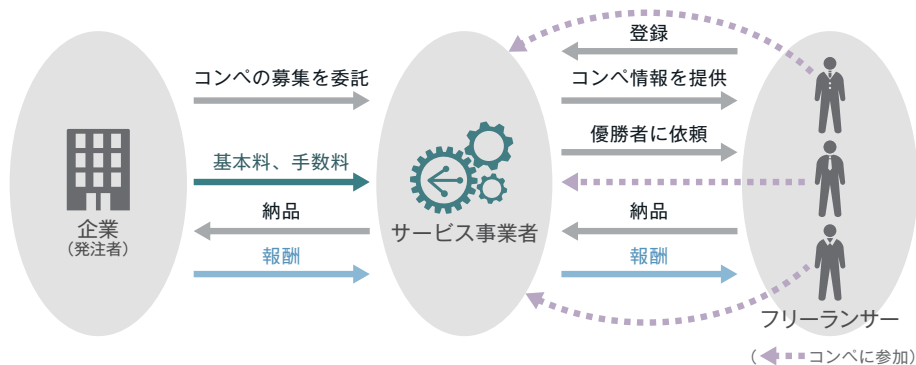 登録
コンペの募集を委託
コンペ情報を提供
優勝者に依頼
基本料、手数料
納品
納品
企業
（発注者）
サービス事業者
報酬
報酬
フリーランサー
（コンペに参加）